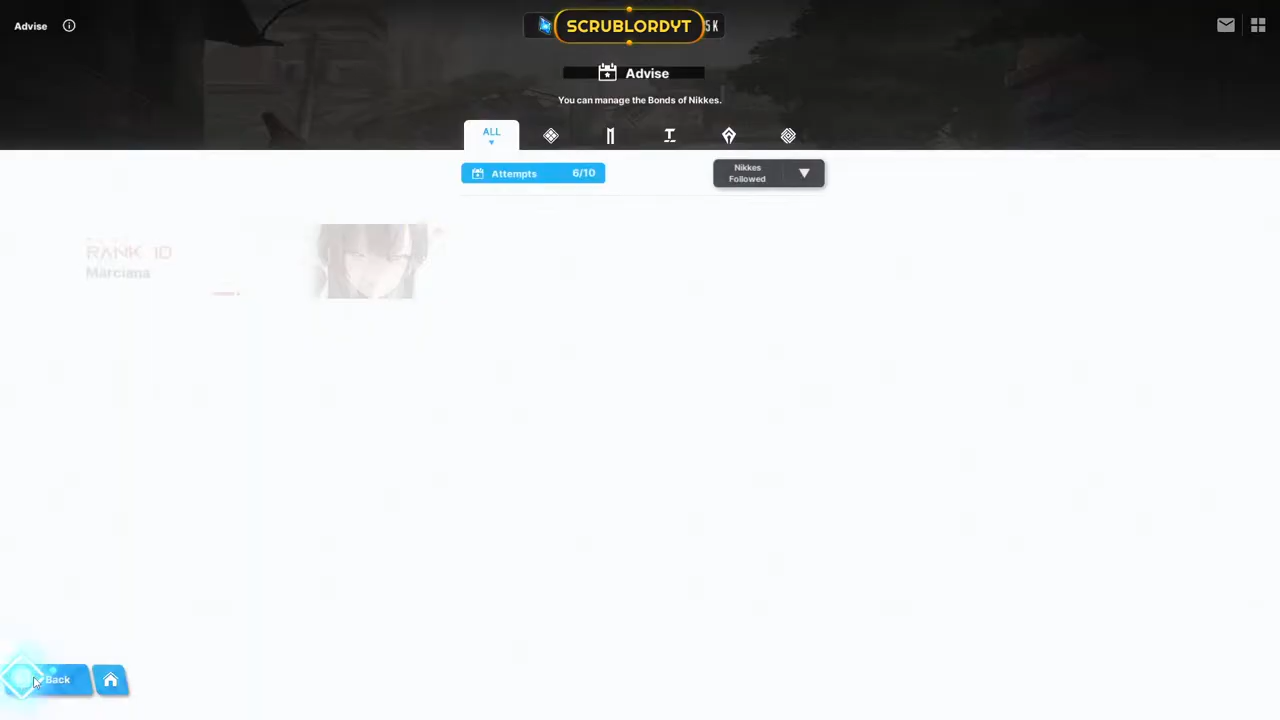 Advise
SCRUBLORDYT
5K
Advise
You can manage the Bonds of Nikkes.
ALL
Attempts 6/10
Nikkes
Followed
RANK 10
Marciana
Back